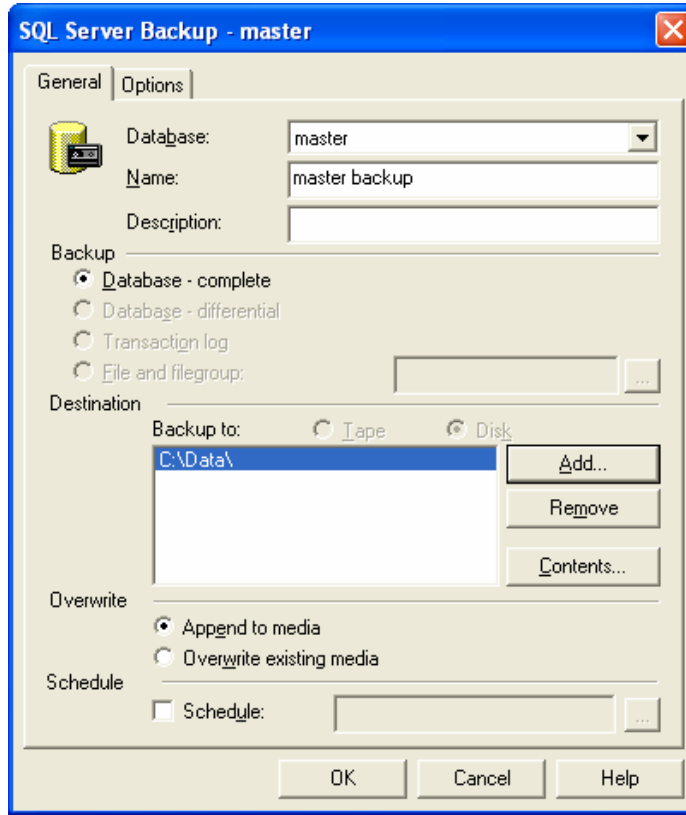 SQL Server Backup - master
General Options
Database: master
Name: master backup
Description:
Backup
Database - complete
Database - differential
Transaction log
File and filegroup: ...
Destination
Backup to: Tape Disk
C:\Data\
Add...
Remove
Contents...
Overwrite
Append to media
Overwrite existing media
Schedule
Schedule: ...
OK Cancel Help